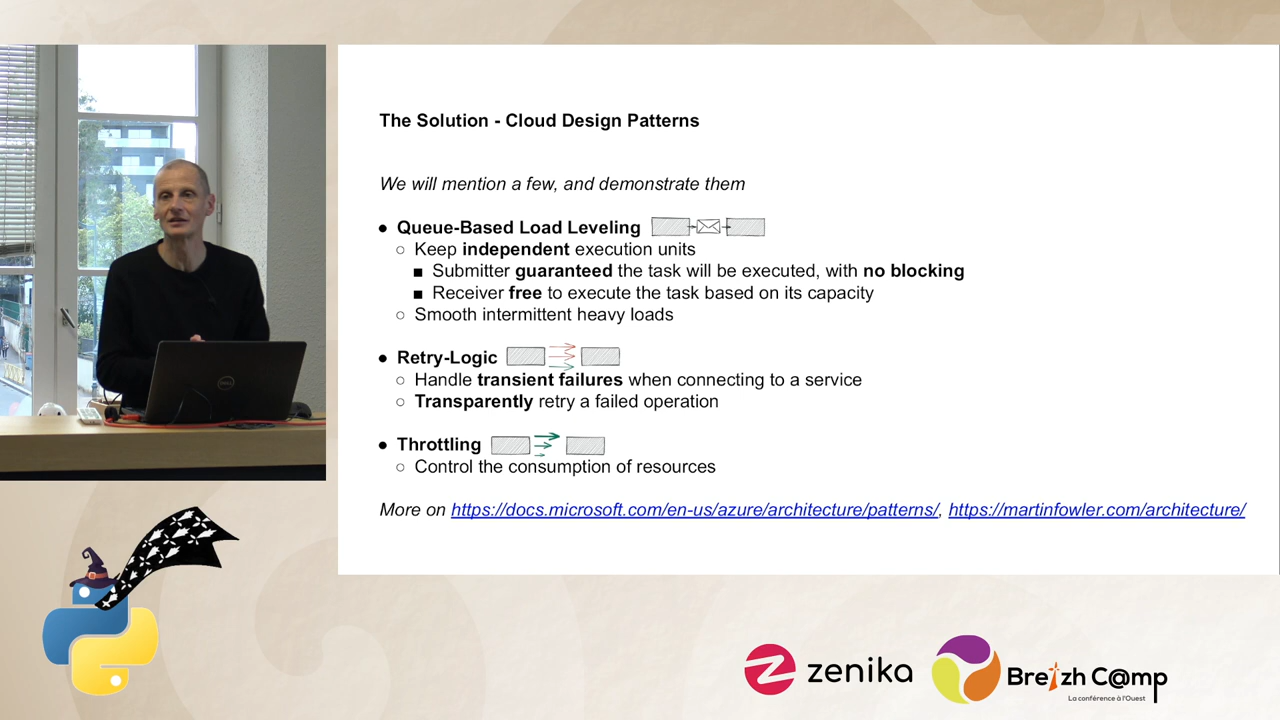 The Solution - Cloud Design Patterns
We will mention a few, and demonstrate them
● Queue-Based Load Leveling
○ Keep independent execution units
■ Submitter guaranteed the task will be executed, with no blocking
■ Receiver free to execute the task based on its capacity
○ Smooth intermittent heavy loads
● Retry-Logic
○ Handle transient failures when connecting to a service
○ Transparently retry a failed operation
● Throttling
○ Control the consumption of resources
More on https://docs.microsoft.com/en-us/azure/architecture/patterns/, https://martinfowler.com/architecture/
DELL
zenika
Breizh C@mp
La conférence à l'Ouest